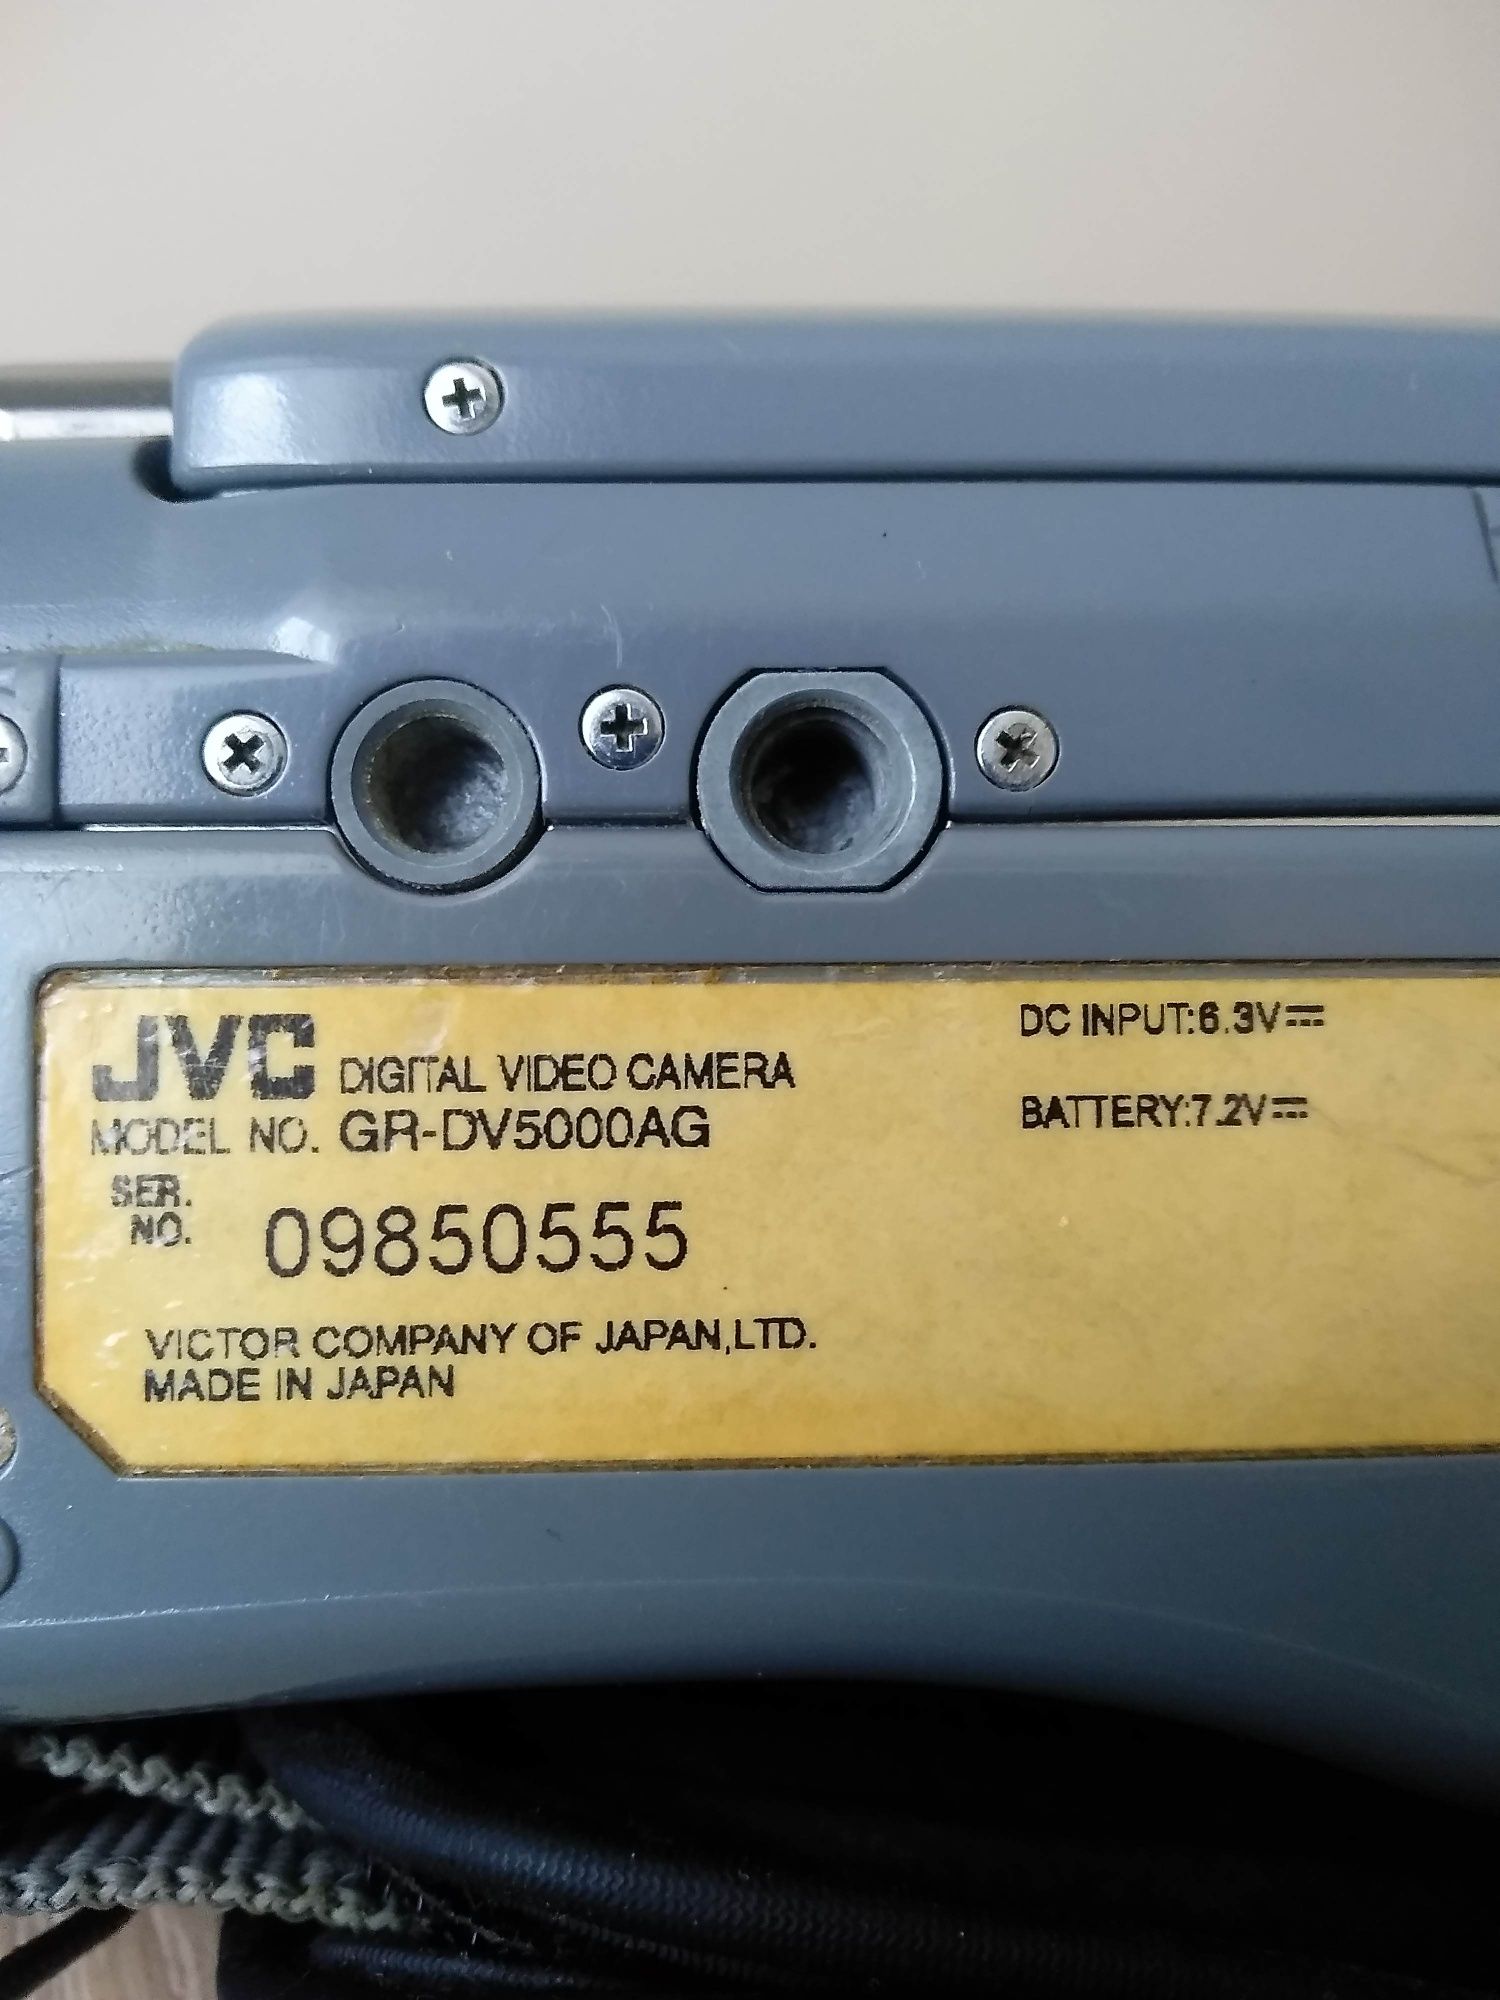 JVC DIGITAL VIDEO CAMERA
MODEL NO. GR-DV5000AG
SER.
NO. 09850555
VICTOR COMPANY OF JAPAN,LTD.
MADE IN JAPAN
DC INPUT:6.3V⎓
BATTERY:7.2V⎓